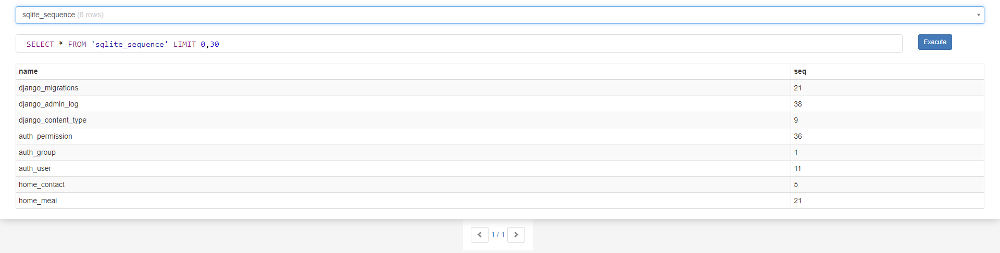 sqlite_sequence (8 rows)
SELECT * FROM 'sqlite_sequence' LIMIT 0,30
Execute
name seq
django_migrations 21
django_admin_log 38
django_content_type 9
auth_permission 36
auth_group 1
auth_user 11
home_contact 5
home_meal 21
1 / 1